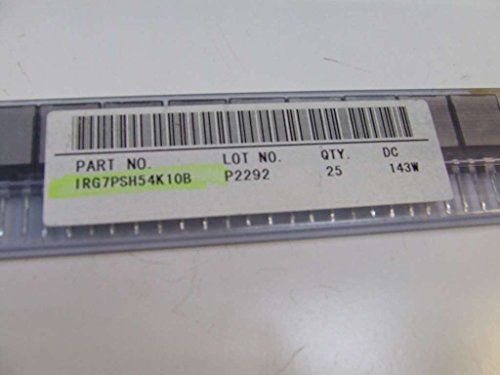 PART NO. LOT NO. QTY. DC
IRG7PSH54K10B P2292 25 143W